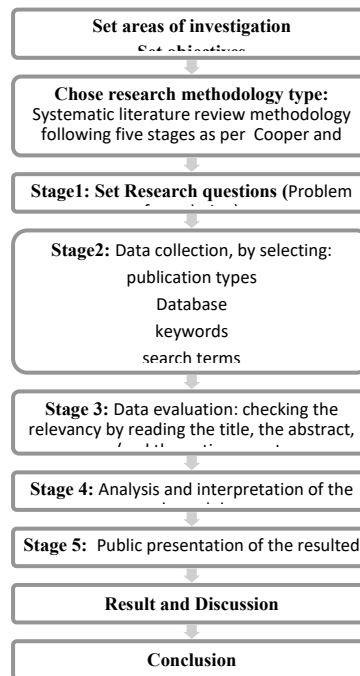 Set areas of investigation
Set objectives
Chose research methodology type:
Systematic literature review methodology
following five stages as per Cooper and
Stage1: Set Research questions (Problem
Stage2: Data collection, by selecting:
publication types
Database
keywords
search terms
Stage 3: Data evaluation: checking the
relevancy by reading the title, the abstract,
Stage 4: Analysis and interpretation of the
Stage 5: Public presentation of the resulted
Result and Discussion
Conclusion